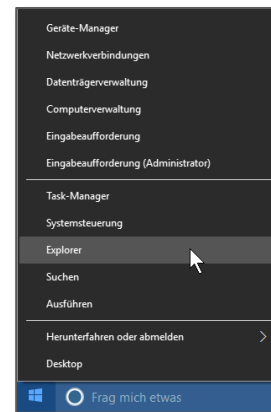 Geräte-Manager
Netzwerkverbindungen
Datenträgerverwaltung
Computerverwaltung
Eingabeaufforderung
Eingabeaufforderung (Administrator)
Task-Manager
Systemsteuerung
Explorer
Suchen
Ausführen
Herunterfahren oder abmelden
Desktop
Frag mich etwas